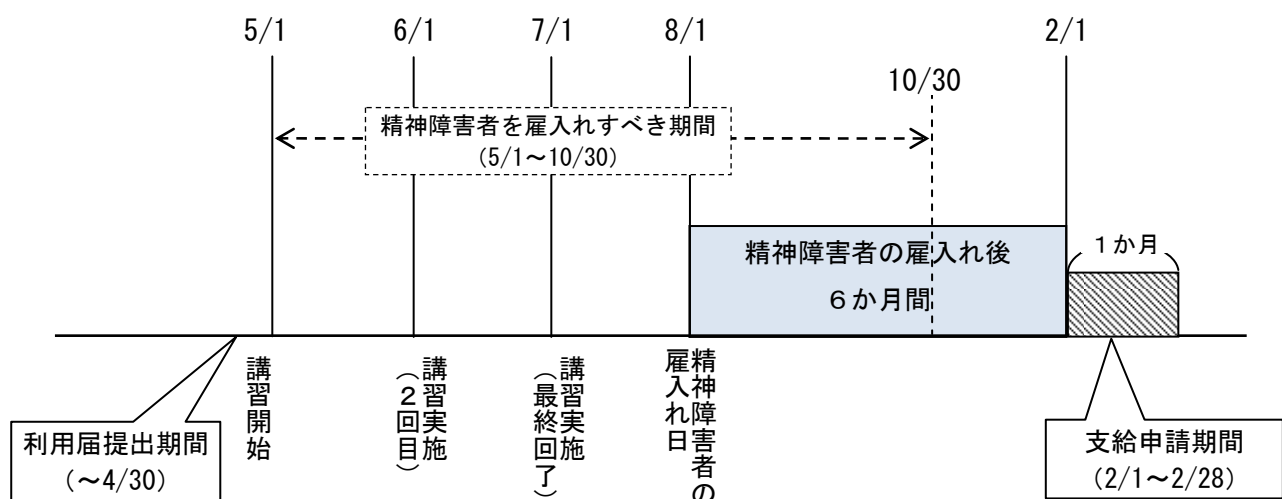 5/1
6/1
7/1
8/1
2/1
10/30
精神障害者を雇入れすべき期間
（5/1～10/30）
精神障害者の雇入れ後
６か月間
１か月
講習開始
講習実施
（２回目）
講習実施
（最終回了）
精神障害者の
雇入れ日
利用届提出期間
（～4/30）
支給申請期間
（2/1～2/28）